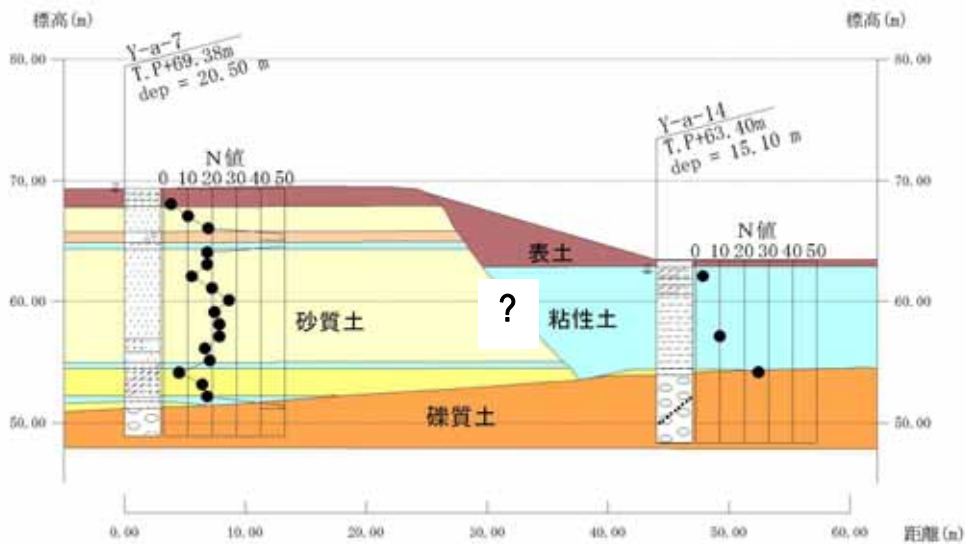 標高(m)
標高(m)
Y-a-7
T.P+69.38m
dep = 20.50 m
80.00
80.00
Y-a-14
T.P+63.40m
dep = 15.10 m
N値
0 10 20 30 40 50
70.00
70.00
N値
0 10 20 30 40 50
表土
60.00
?
粘性土
60.00
砂質土
礫質土
50.00
50.00
0.00 10.00 20.00 30.00 40.00 50.00 60.00 距離(m)